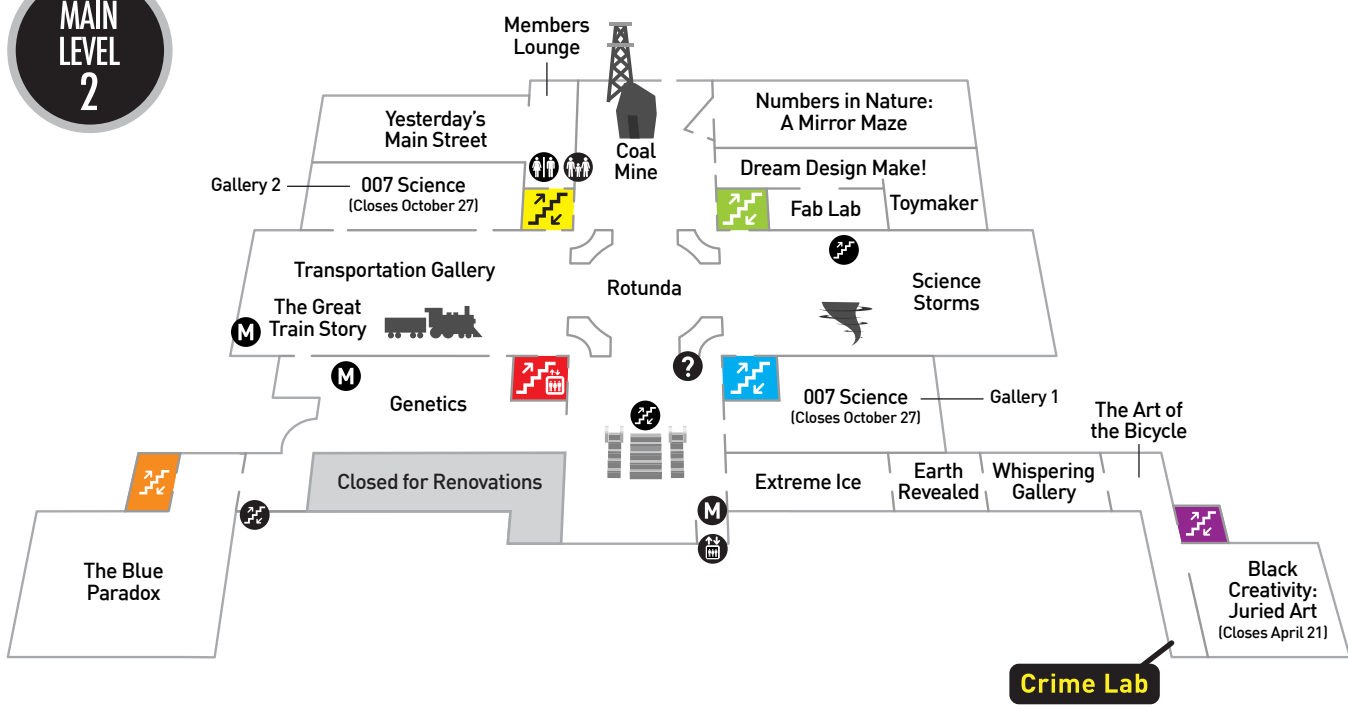 MAIN
LEVEL
2
Members
Lounge
Yesterday's
Main Street
Coal
Mine
Numbers in Nature:
A Mirror Maze
Dream Design Make!
Gallery 2
007 Science
(Closes October 27)
Fab Lab
Toymaker
Transportation Gallery
The Great
Train Story
M
Rotunda
Science
Storms
M
Genetics
?
007 Science
(Closes October 27)
Gallery 1
The Art of
the Bicycle
Closed for Renovations
Extreme Ice
Earth
Revealed
Whispering
Gallery
M
The Blue
Paradox
Black
Creativity:
Juried Art
(Closes April 21)
Crime Lab